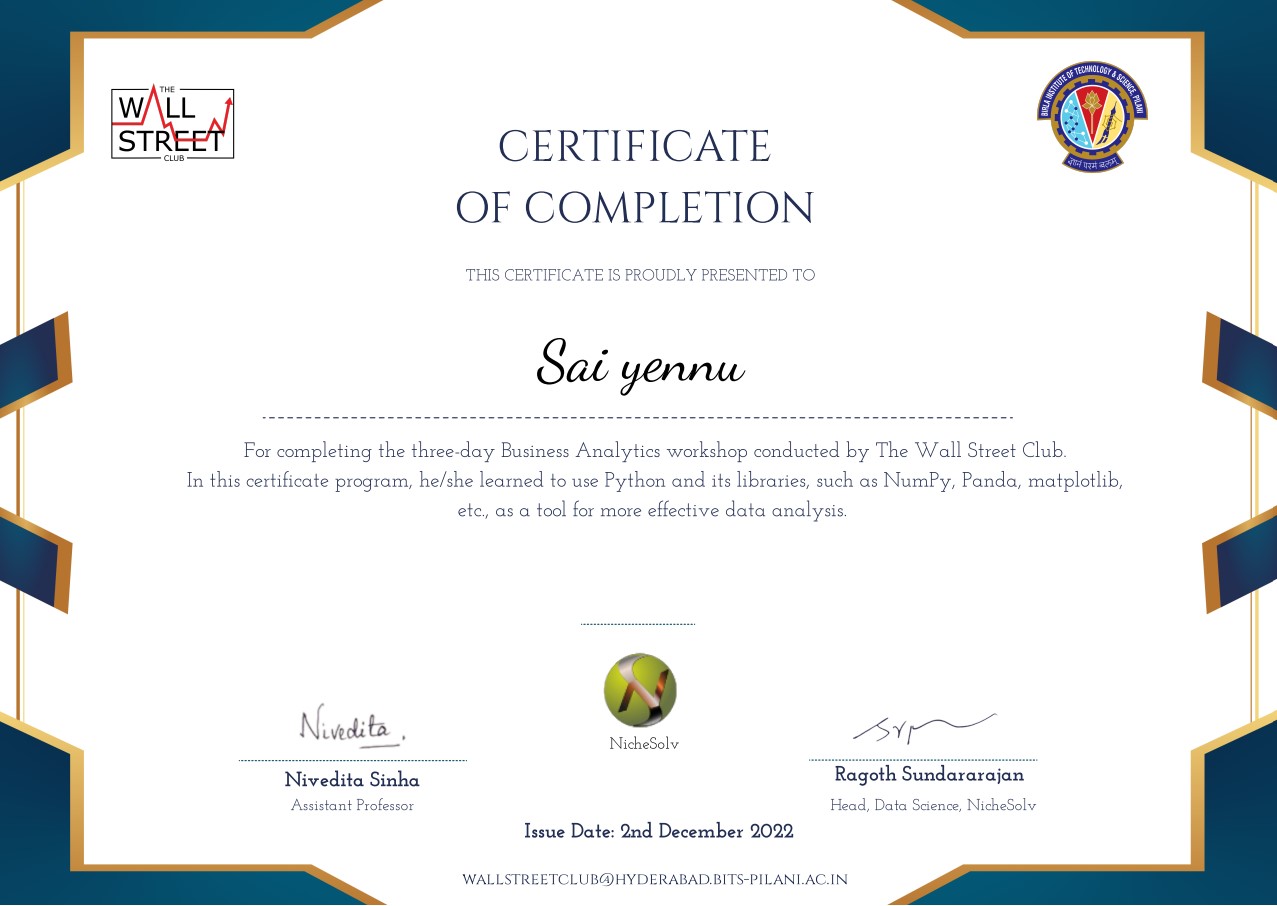 THE
WALL
STREET
CLUB
BIRLA INSTITUTE OF TECHNOLOGY & SCIENCE PILANI
ज्ञानं परमं बलम्
CERTIFICATE
OF COMPLETION
THIS CERTIFICATE IS PROUDLY PRESENTED TO
Sai yennu
For completing the three-day Business Analytics workshop conducted by The Wall Street Club.
In this certificate program, he/she learned to use Python and its libraries, such as NumPy, Panda, matplotlib,
etc., as a tool for more effective data analysis.
NicheSolv
Nivedita.
Nivedita Sinha
Assistant Professor
Ragoth Sundararajan
Head, Data Science, NicheSolv
Issue Date: 2nd December 2022
WALLSTREETCLUB@HYDERABAD.BITS-PILANI.AC.IN